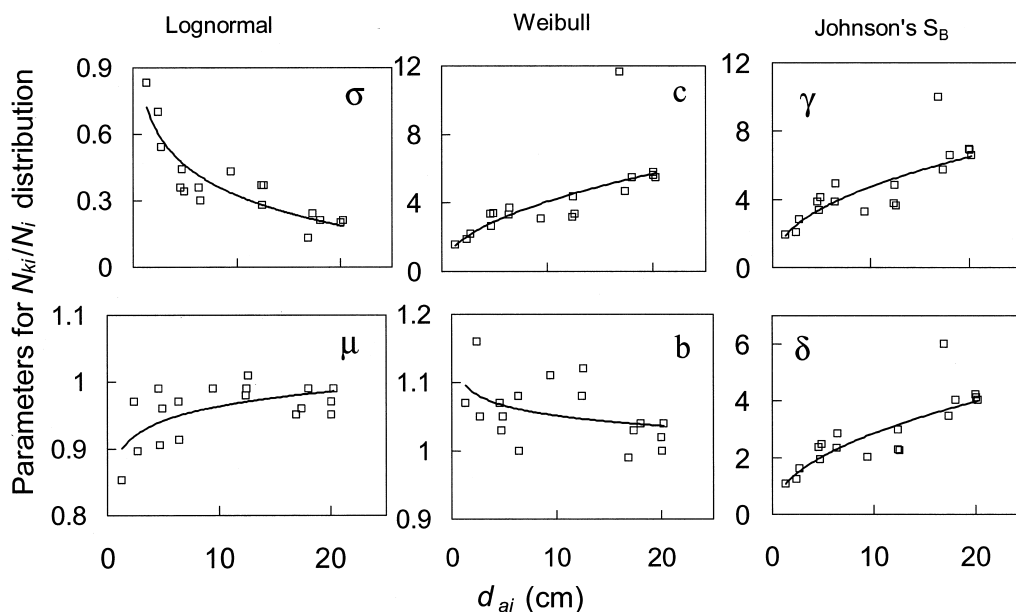 Lognormal
Weibull
Johnson's S_B
Parameters for N_ki/N_i distribution
0.9
0.6
0.3
0
σ
12
8
4
0
c
12
8
4
0
γ
1.1
1
0.9
0.8
μ
1.2
1.1
1.0
0.9
b
6
4
2
0
δ
0 10 20
0 10 20
0 10 20
d_ai (cm)